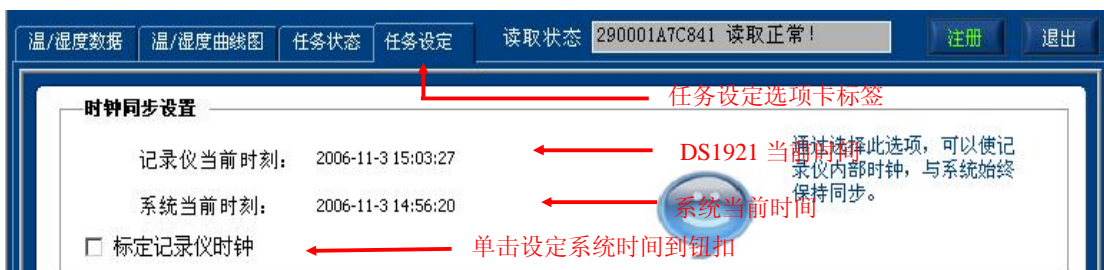 温/湿度数据 温/湿度曲线图 任务状态 任务设定 读取状态 290001A7C841 读取正常! 注册 退出
任务设定选项卡标签
时钟同步设置
记录仪当前时刻: 2006-11-3 15:03:27 DS1921 当前时间
通过选择此选项,可以使记
录仪内部时钟,与系统始终
保持同步。
系统当前时刻: 2006-11-3 14:56:20 系统当前时间
标定记录仪时钟 单击设定系统时间到钮扣